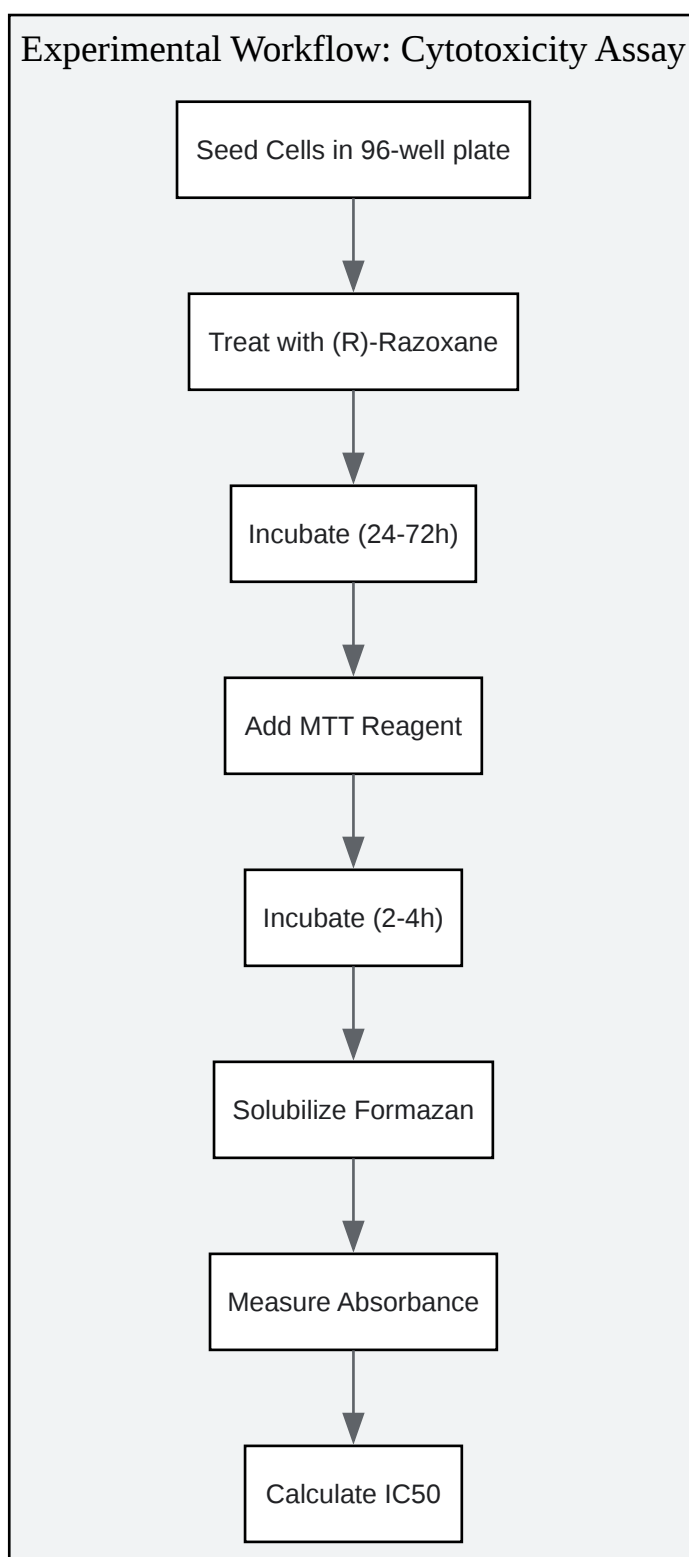 Experimental Workflow: Cytotoxicity Assay
Seed Cells in 96-well plate
Treat with (R)-Razoxane
Incubate (24-72h)
Add MTT Reagent
Incubate (2-4h)
Solubilize Formazan
Measure Absorbance
Calculate IC50